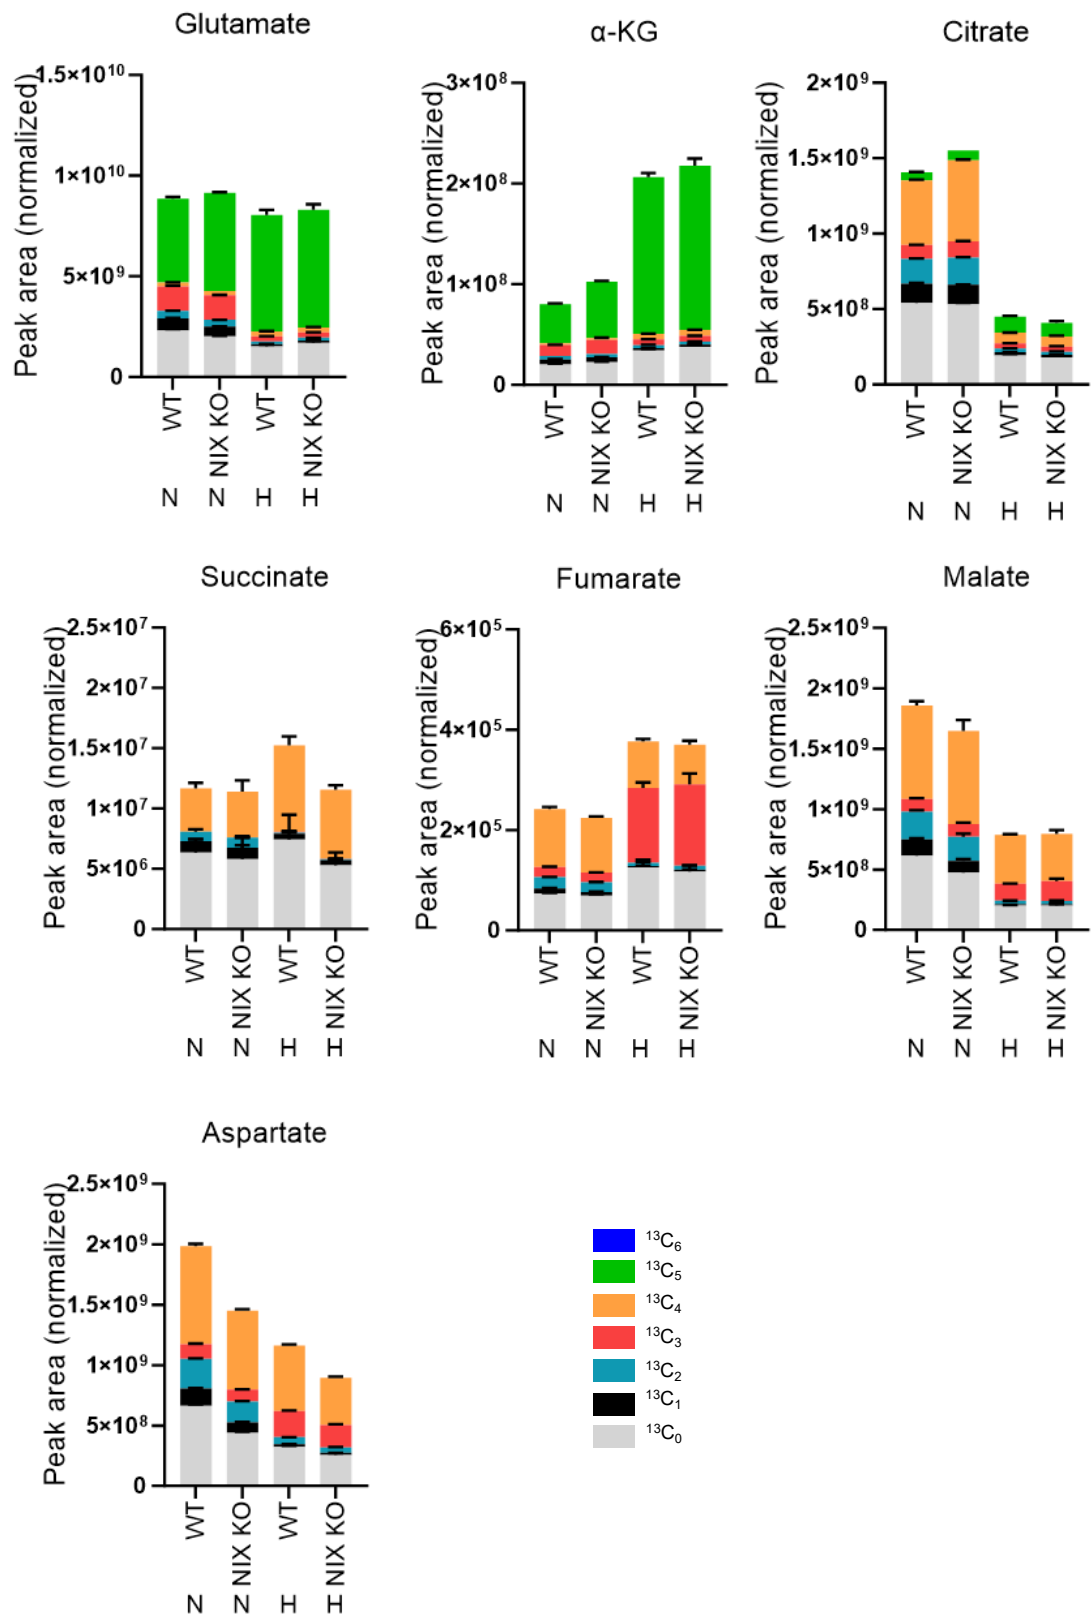 Glutamate
Peak area (normalized)
1.5×10¹⁰
1×10¹⁰
5×10⁹
0
WT
NIX KO
WT
NIX KO
N N H H
α-KG
Peak area (normalized)
3×10⁸
2×10⁸
1×10⁸
0
WT
NIX KO
WT
NIX KO
N N H H
Citrate
Peak area (normalized)
2×10⁹
1.5×10⁹
1×10⁹
5×10⁸
0
WT
NIX KO
WT
NIX KO
N N H H
Succinate
Peak area (normalized)
2.5×10⁷
2×10⁷
1.5×10⁷
1×10⁷
5×10⁶
0
WT
NIX KO
WT
NIX KO
N N H H
Fumarate
Peak area (normalized)
6×10⁵
4×10⁵
2×10⁵
0
WT
NIX KO
WT
NIX KO
N N H H
Malate
Peak area (normalized)
2.5×10⁹
2×10⁹
1.5×10⁹
1×10⁹
5×10⁸
0
WT
NIX KO
WT
NIX KO
N N H H
Aspartate
Peak area (normalized)
2.5×10⁹
2×10⁹
1.5×10⁹
1×10⁹
5×10⁸
0
WT
NIX KO
WT
NIX KO
N N H H
¹³C₆
¹³C₅
¹³C₄
¹³C₃
¹³C₂
¹³C₁
¹³C₀